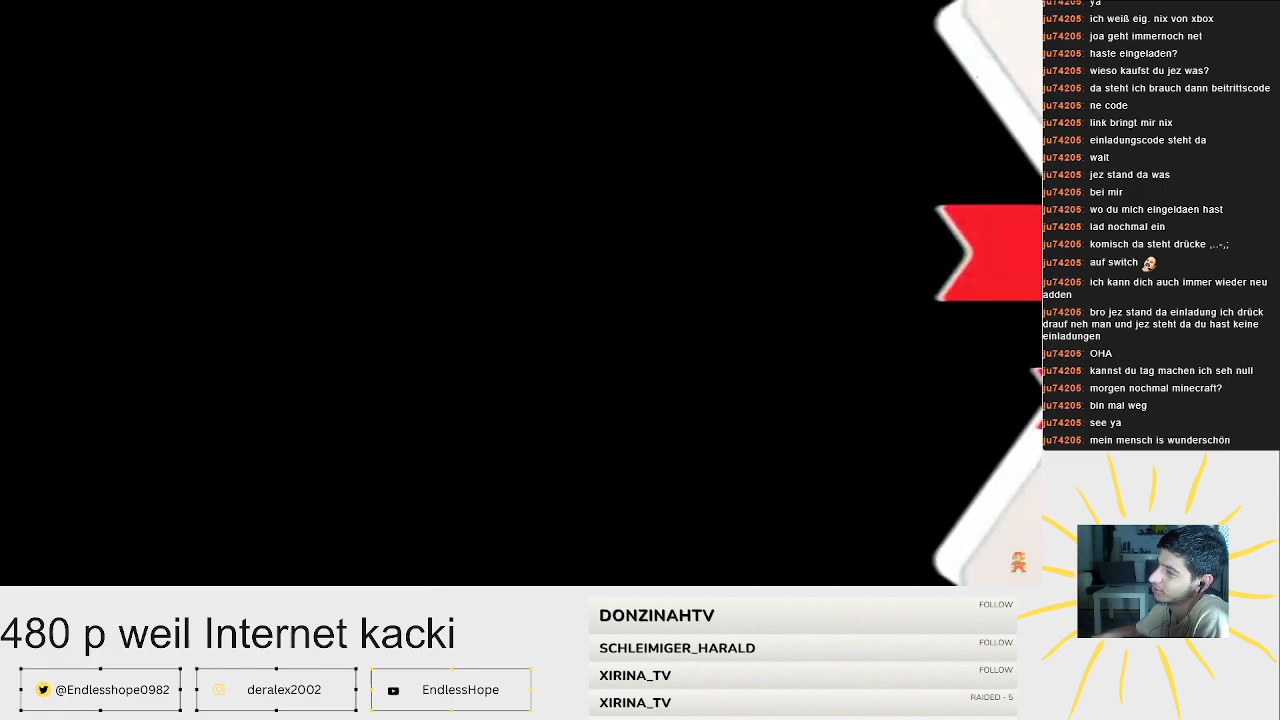 ju74205: ya
ju74205: ich weiß eig. nix von xbox
ju74205: joa geht immernoch net
ju74205: haste eingeladen?
ju74205: wieso kaufst du jez was?
ju74205: da steht ich brauch dann beitrittscode
ju74205: ne code
ju74205: link bringt mir nix
ju74205: einladungscode steht da
ju74205: wait
ju74205: jez stand da was
ju74205: bei mir
ju74205: wo du mich eingeldaen hast
ju74205: lad nochmal ein
ju74205: komisch da steht drücke ,..-,;
ju74205: auf switch
ju74205: ich kann dich auch immer wieder neu
adden
ju74205: bro jez stand da einladung ich drück
drauf neh man und jez steht da du hast keine
einladungen
ju74205: OHA
ju74205: kannst du tag machen ich seh null
ju74205: morgen nochmal minecraft?
ju74205: bin mal weg
ju74205: see ya
ju74205: mein mensch is wunderschön
480 p weil Internet kacki
@Endlesshope0982
deralex2002
EndlessHope
DONZINAHTV FOLLOW
SCHLEIMIGER_HARALD FOLLOW
XIRINA_TV FOLLOW
XIRINA_TV RAIDED - 5